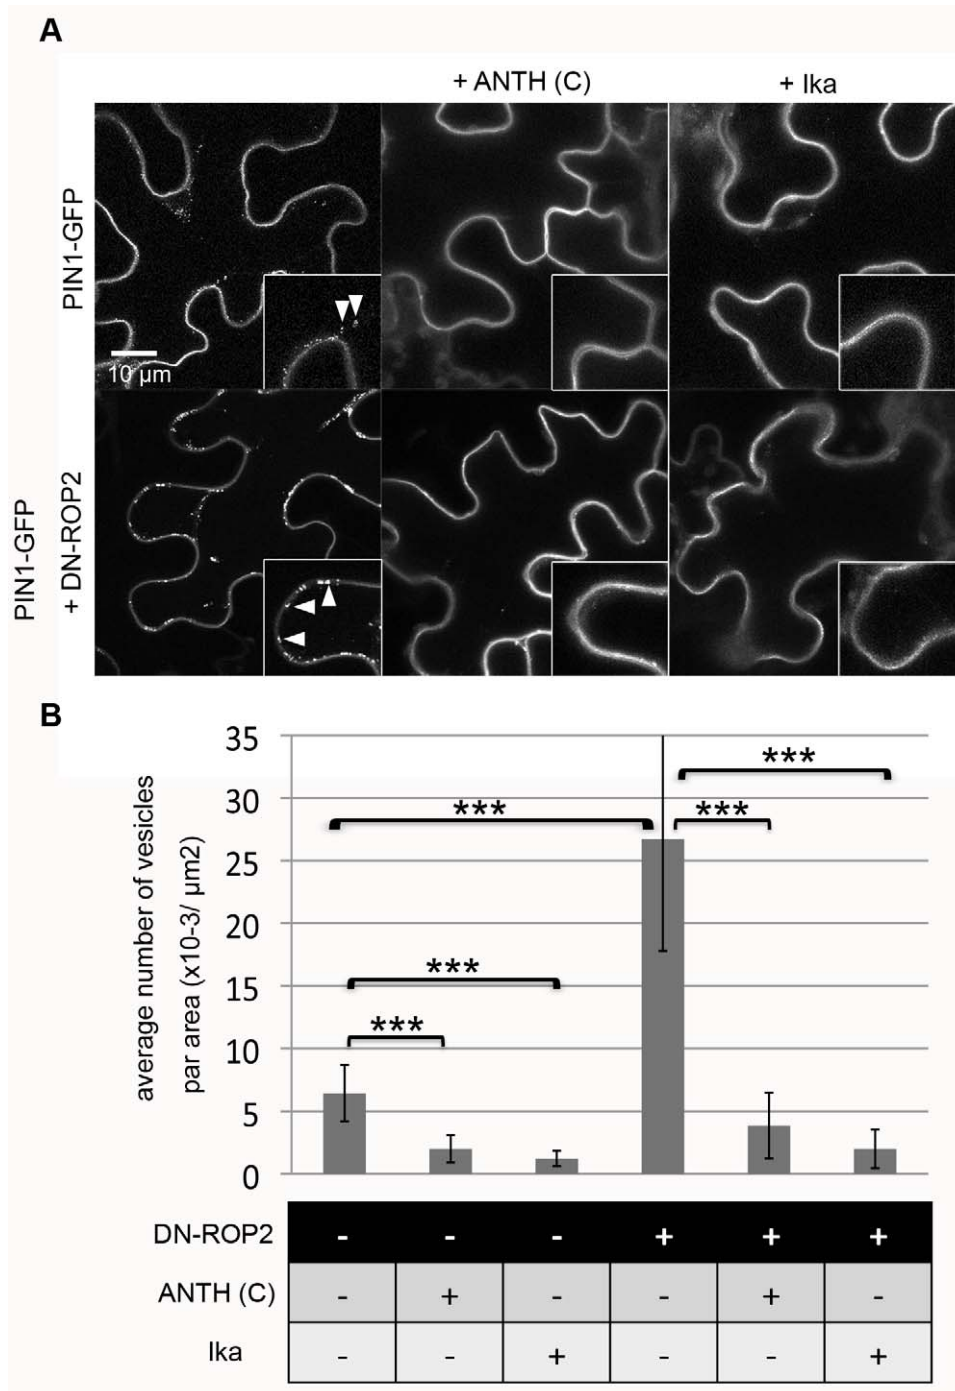 A
+ ANTH (C)
+ Ika
PIN1-GFP
10 µm
PIN1-GFP
+ DN-ROP2
B
average number of vesicles
par area (x10-3/ µm2)
35
30
25
20
15
10
5
0
***
***
***
***
***
DN-ROP2 - - - + + +
ANTH (C) - + - - + -
Ika - - + - - +